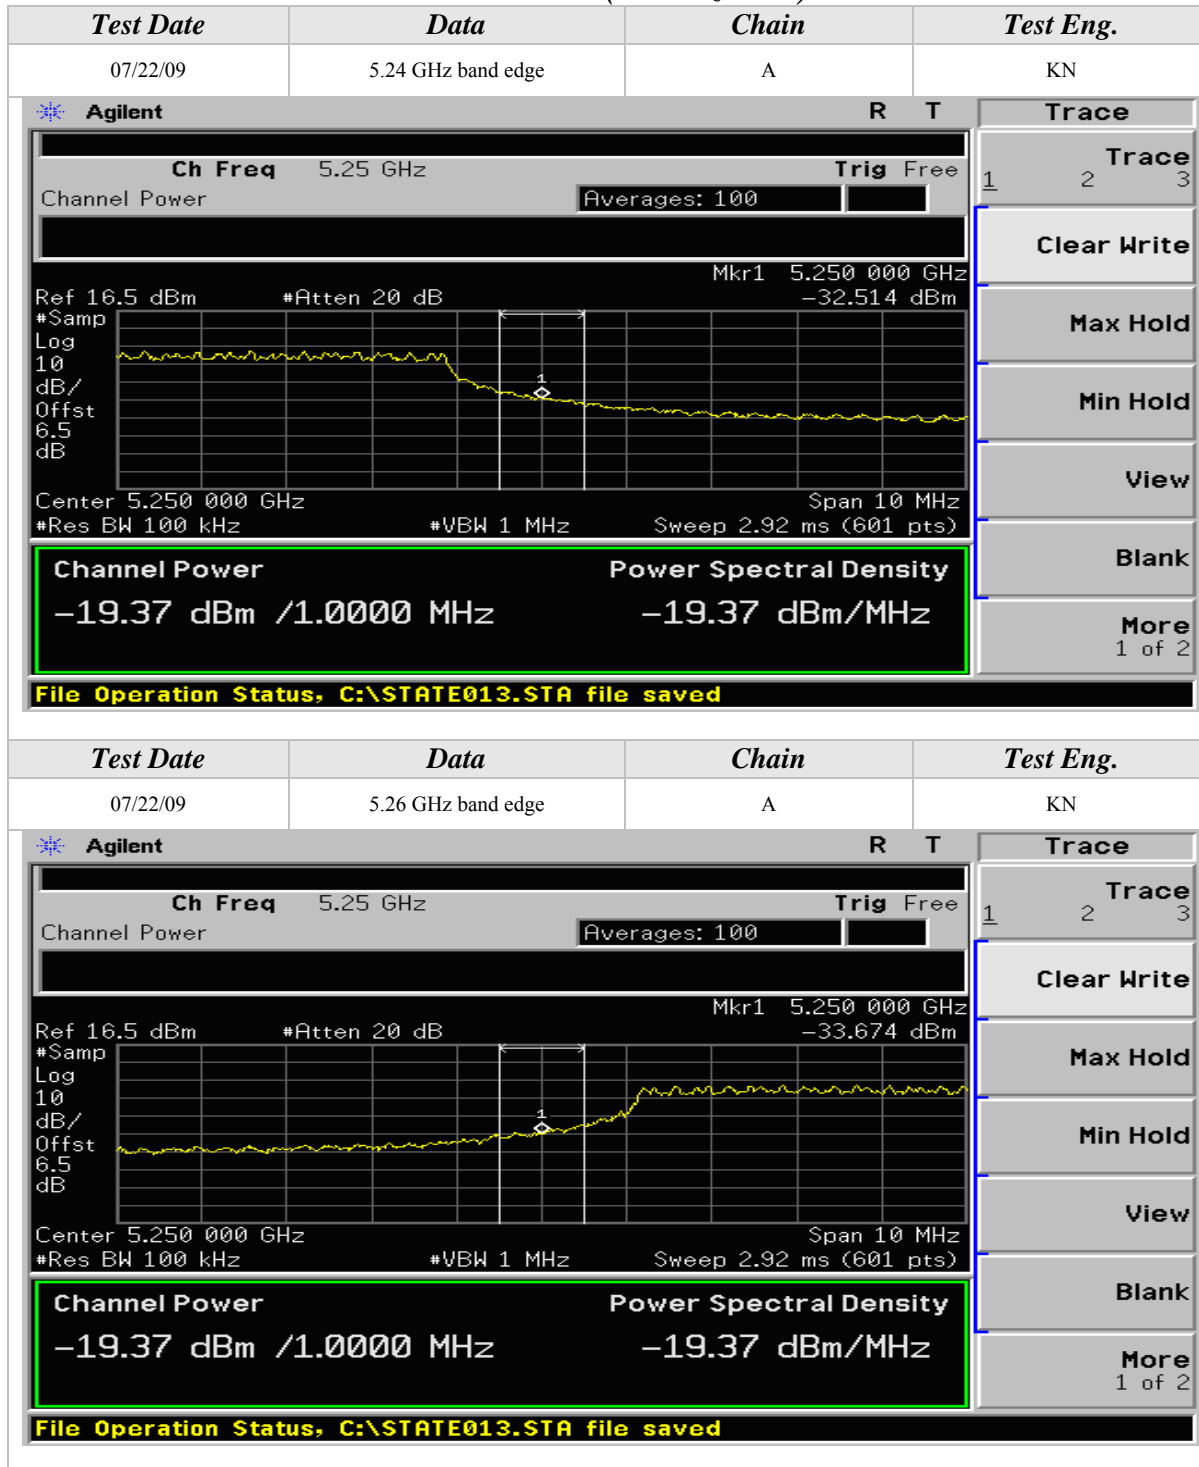 Test Date Data Chain Test Eng.
07/22/09 5.24 GHz band edge A KN
Agilent R T Trace
Ch Freq 5.25 GHz Trig Free
Channel Power Averages: 100
Trace
1 2 3
Clear Write
Mkr1 5.250 000 GHz
Ref 16.5 dBm #Atten 20 dB -32.514 dBm
#Samp
Log
10
dB/
Offst
6.5
dB
1
Max Hold
Min Hold
View
Center 5.250 000 GHz Span 10 MHz
#Res BW 100 kHz #VBW 1 MHz Sweep 2.92 ms (601 pts)
Blank
Channel Power Power Spectral Density
-19.37 dBm /1.0000 MHz -19.37 dBm/MHz
More
1 of 2
File Operation Status, C:\STATE013.STA file saved
Test Date Data Chain Test Eng.
07/22/09 5.26 GHz band edge A KN
Agilent R T Trace
Ch Freq 5.25 GHz Trig Free
Channel Power Averages: 100
Trace
1 2 3
Clear Write
Mkr1 5.250 000 GHz
Ref 16.5 dBm #Atten 20 dB -33.674 dBm
#Samp
Log
10
dB/
Offst
6.5
dB
1
Max Hold
Min Hold
View
Center 5.250 000 GHz Span 10 MHz
#Res BW 100 kHz #VBW 1 MHz Sweep 2.92 ms (601 pts)
Blank
Channel Power Power Spectral Density
-19.37 dBm /1.0000 MHz -19.37 dBm/MHz
More
1 of 2
File Operation Status, C:\STATE013.STA file saved